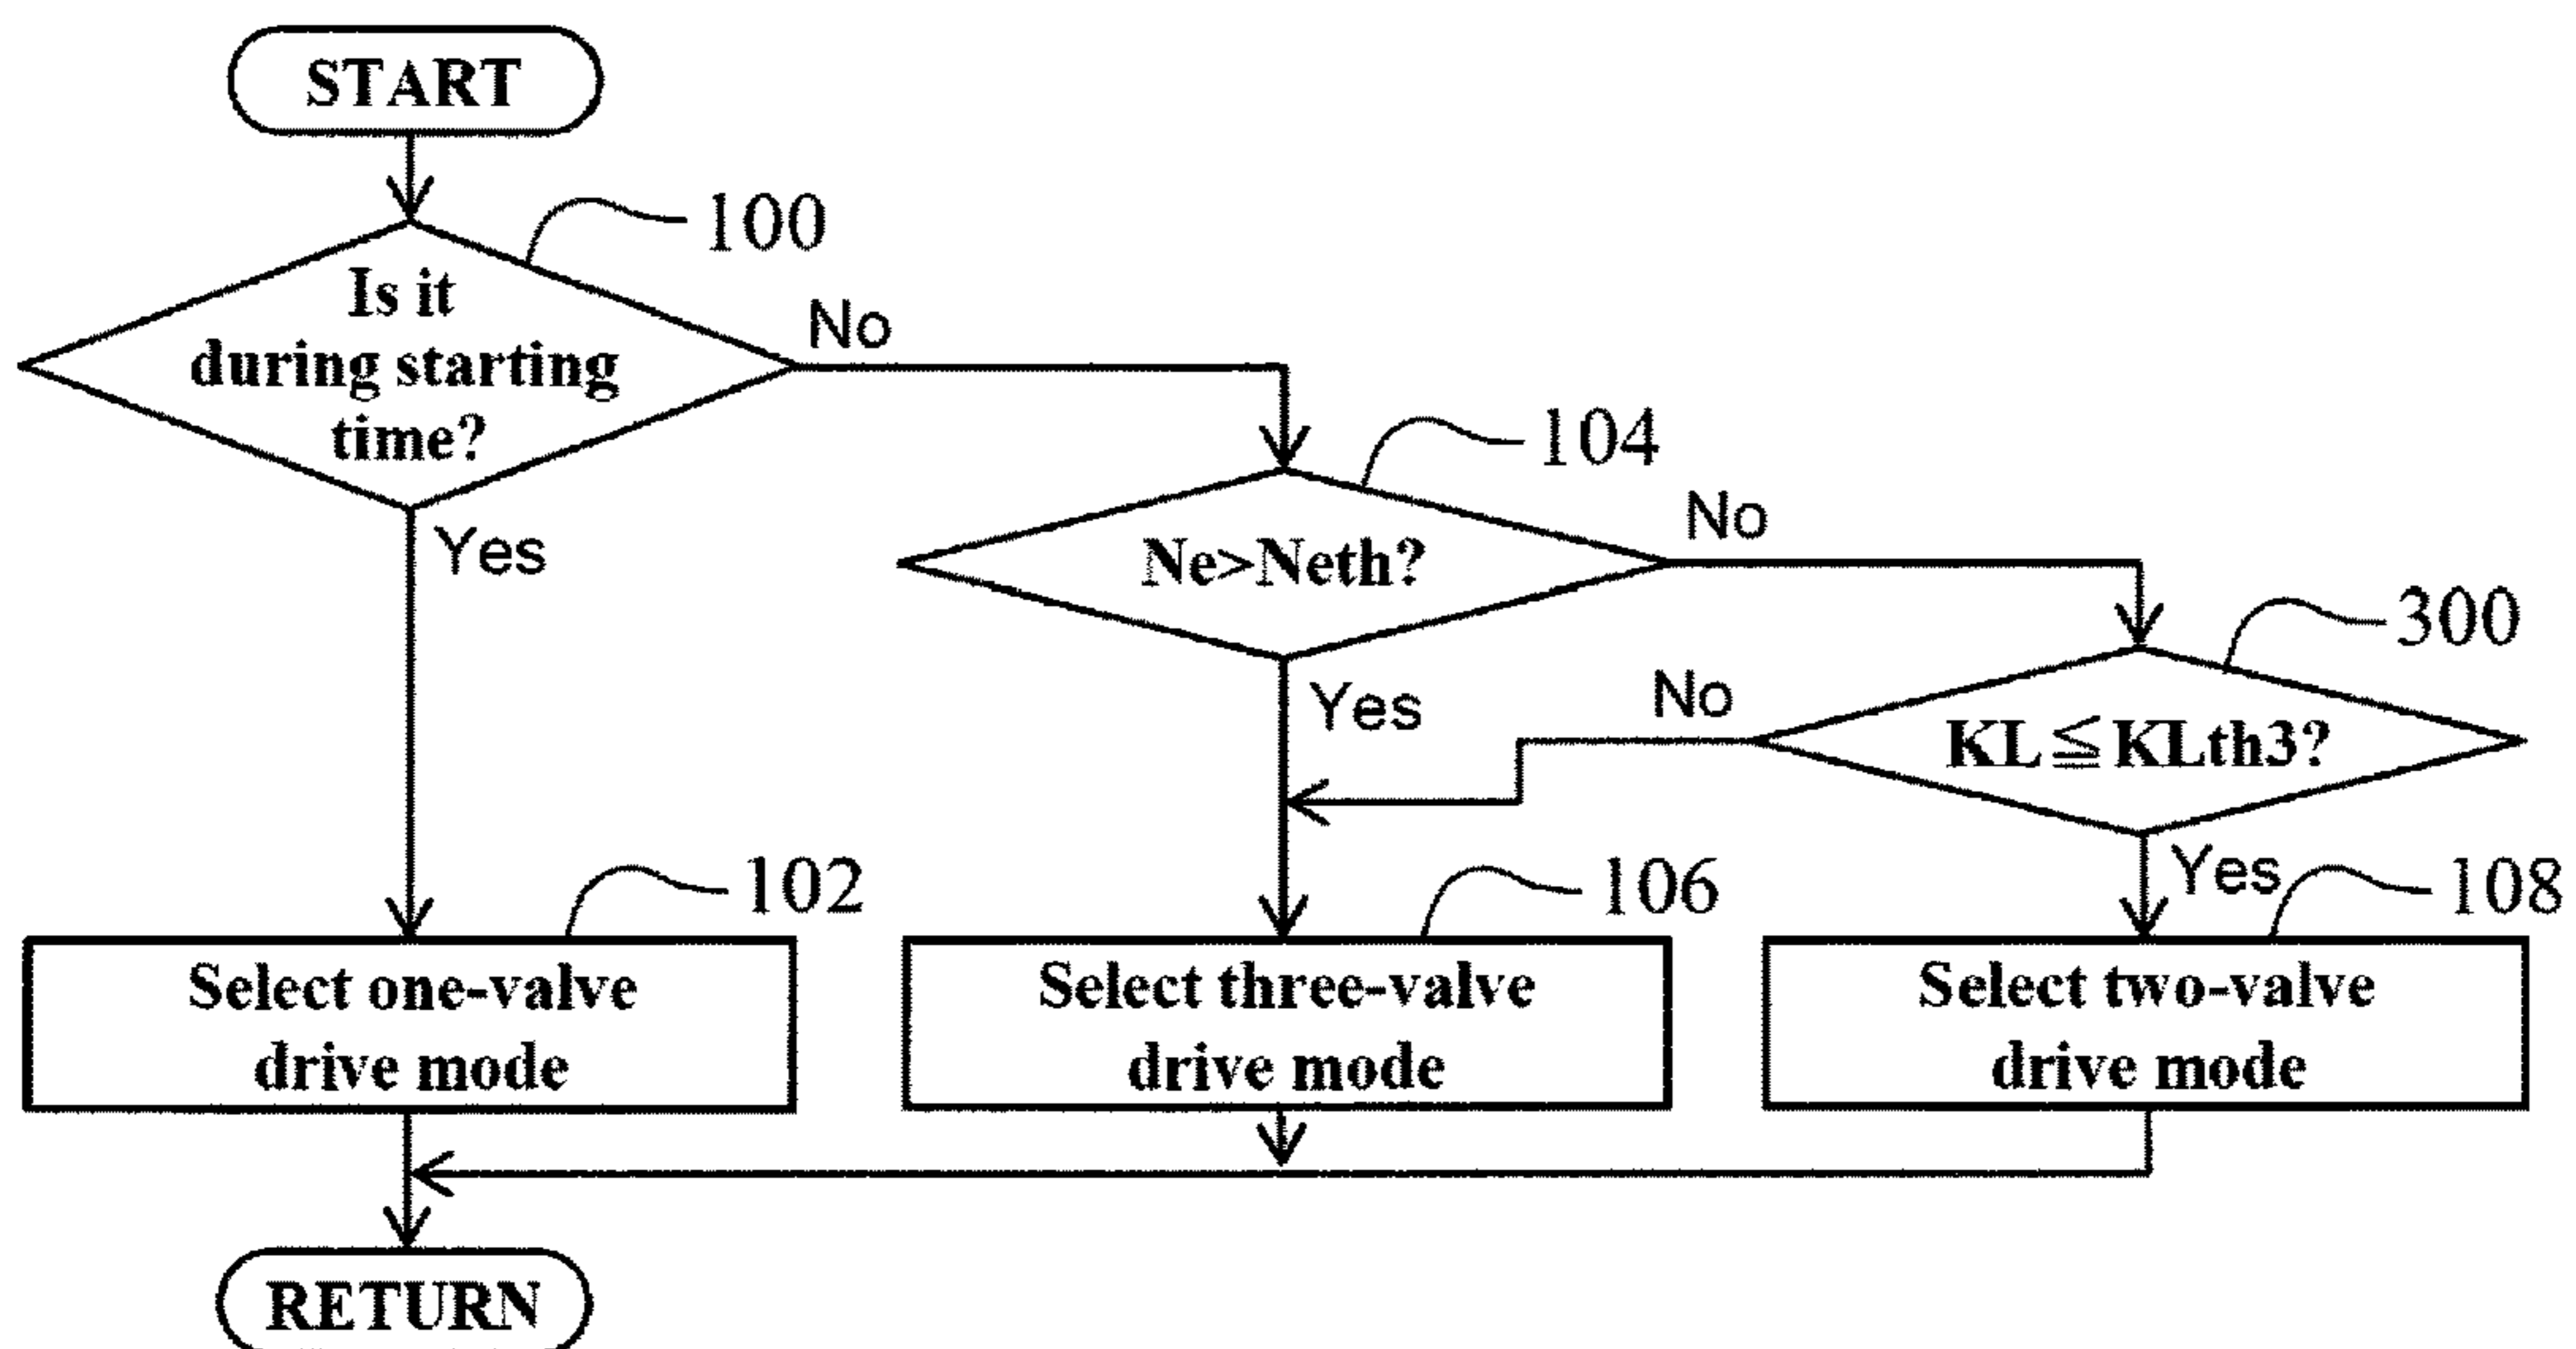 START
100
Is it
during starting
time?
No
Yes
104
Ne>Neth?
No
Yes
300
KL≦KLth3?
No
Yes
102
Select one-valve
drive mode
106
Select three-valve
drive mode
108
Select two-valve
drive mode
RETURN